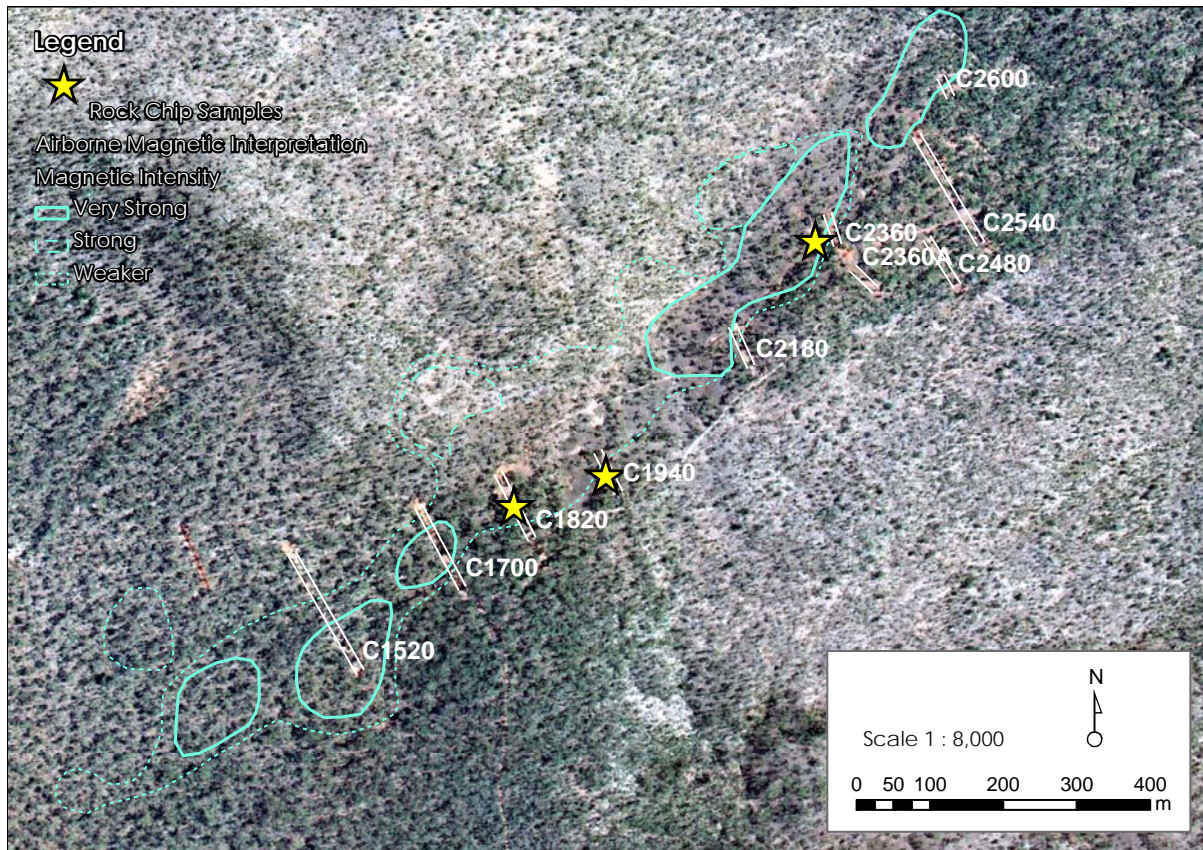 Legend
Rock Chip Samples
Airborne Magnetic Interpretation
Magnetic Intensity
Very Strong
Strong
Weaker
C2600
C2540
C2360
C2360A
C2480
C2180
C1940
C1820
C1700
C1520
N
Scale 1 : 8,000
0 50 100 200 300 400
m